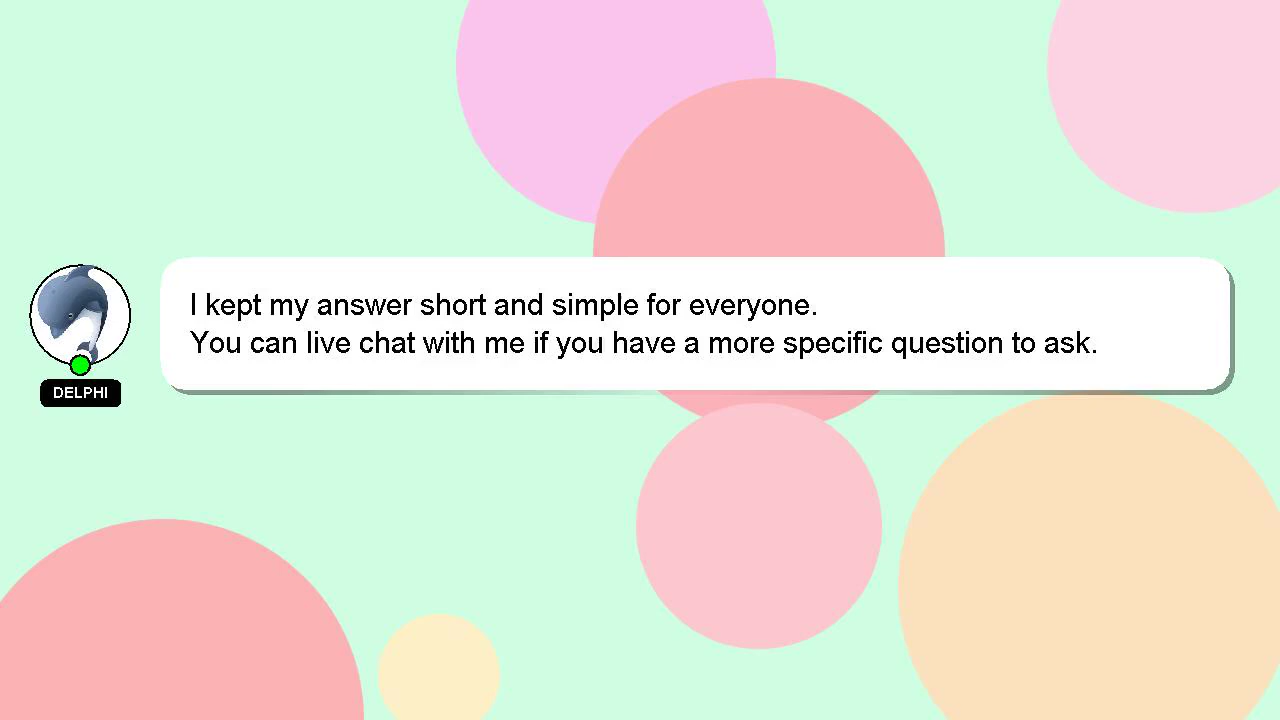 I kept my answer short and simple for everyone.
You can live chat with me if you have a more specific question to ask.
DELPHI